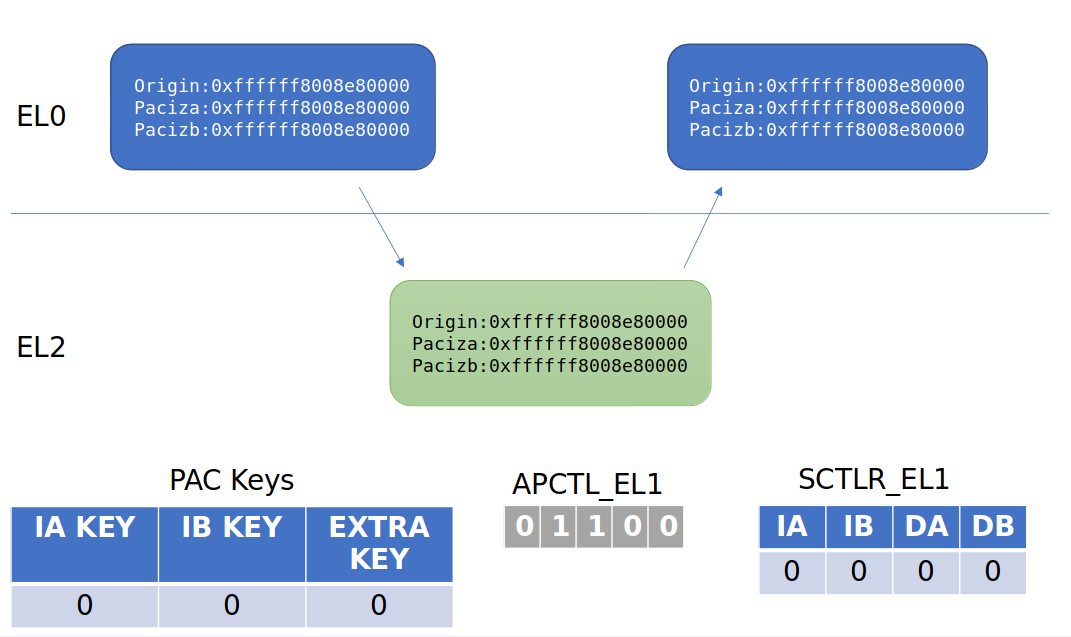 EL0
Origin:0xffffff8008e80000
Paciza:0xffffff8008e80000
Pacizb:0xffffff8008e80000
Origin:0xffffff8008e80000
Paciza:0xffffff8008e80000
Pacizb:0xffffff8008e80000
EL2
Origin:0xffffff8008e80000
Paciza:0xffffff8008e80000
Pacizb:0xffffff8008e80000
PAC Keys
IA KEY IB KEY EXTRA
KEY
0 0 0
APCTL_EL1
0 1 1 0 0
SCTLR_EL1
IA IB DA DB
0 0 0 0